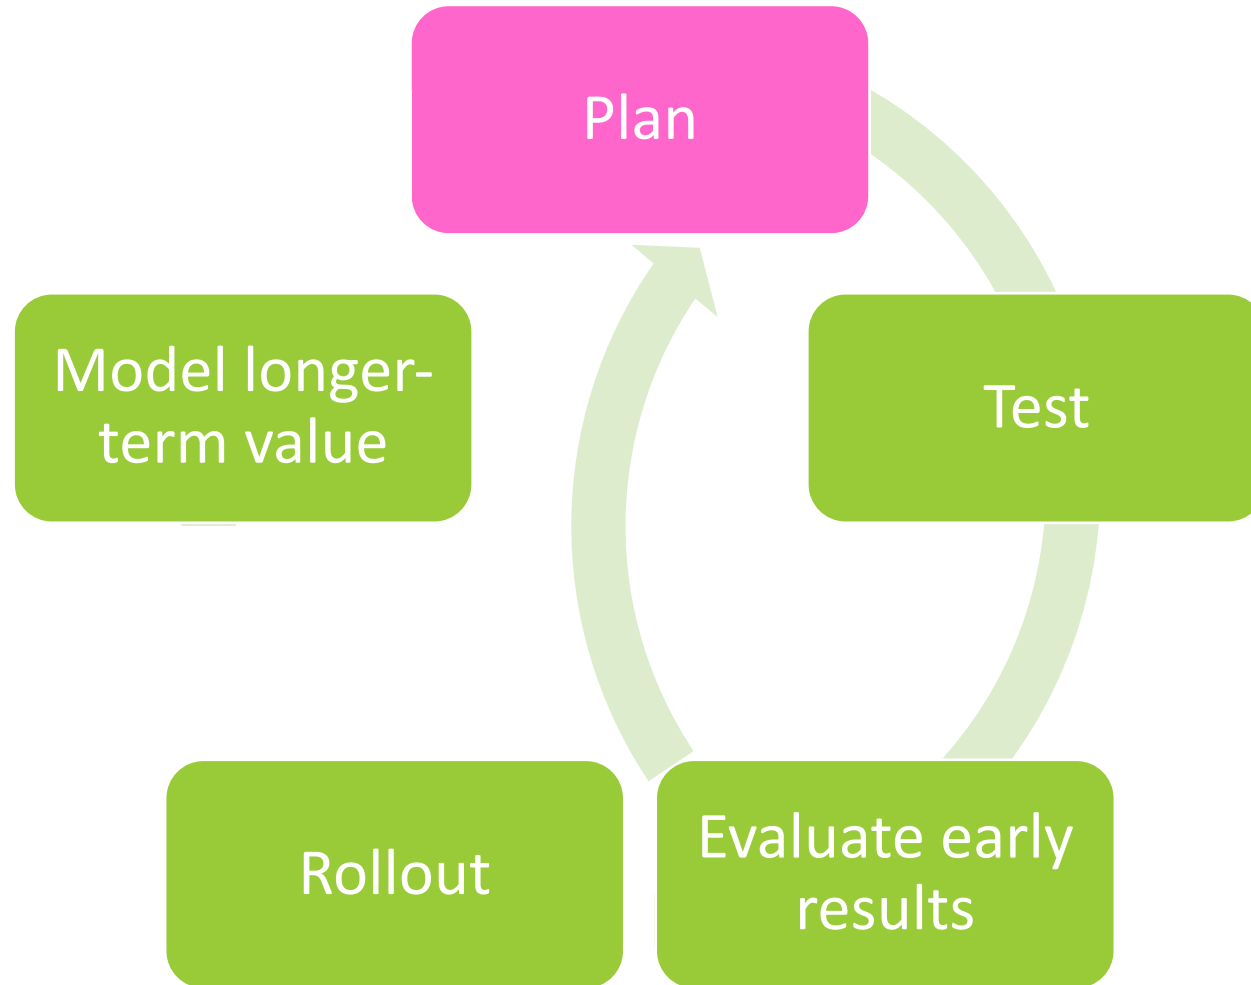 Plan
Test
Evaluate early
results
Rollout
Model longer-
term value